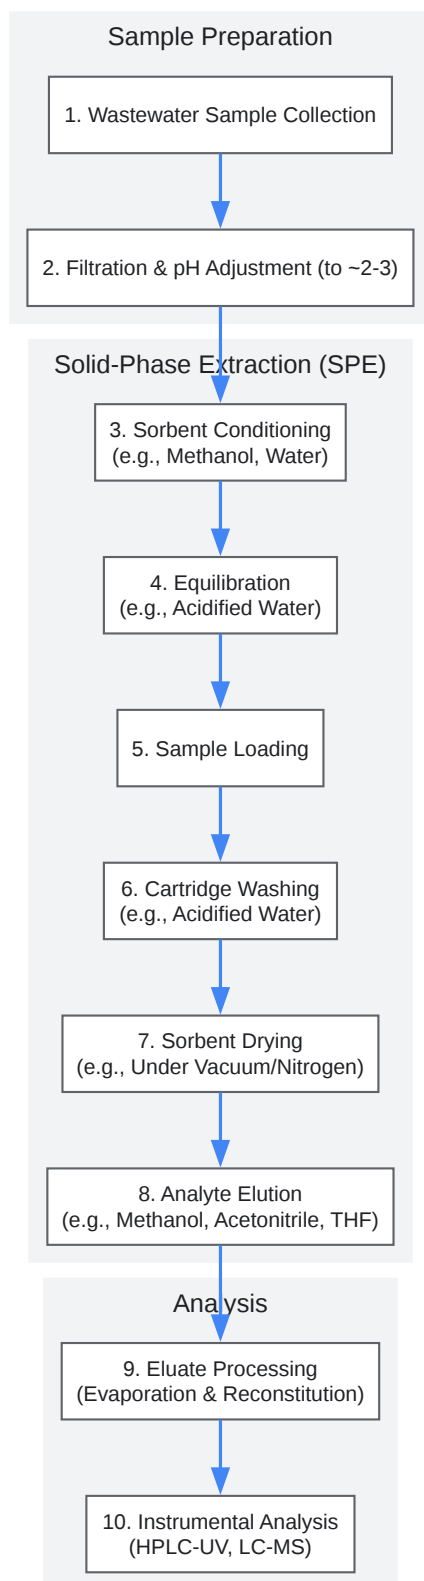 Sample Preparation
1. Wastewater Sample Collection
2. Filtration & pH Adjustment (to ~2-3)
Solid-Phase Extraction (SPE)
3. Sorbent Conditioning
(e.g., Methanol, Water)
4. Equilibration
(e.g., Acidified Water)
5. Sample Loading
6. Cartridge Washing
(e.g., Acidified Water)
7. Sorbent Drying
(e.g., Under Vacuum/Nitrogen)
8. Analyte Elution
(e.g., Methanol, Acetonitrile, THF)
Analysis
9. Eluate Processing
(Evaporation & Reconstitution)
10. Instrumental Analysis
(HPLC-UV, LC-MS)